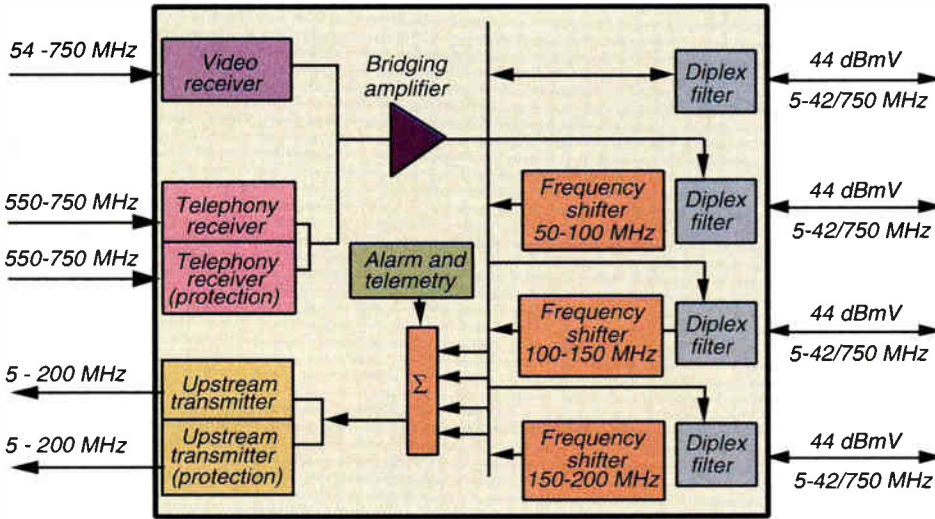 54 -750 MHz
Video
receiver
Bridging
amplifier
Diplex
filter
44 dBmV
5-42/750 MHz
550-750 MHz
Telephony
receiver
550-750 MHz
Telephony
receiver
(protection)
Frequency
shifter
50-100 MHz
Diplex
filter
44 dBmV
5-42/750 MHz
Alarm and
telemetry
Frequency
shifter
100-150 MHz
Diplex
filter
44 dBmV
5-42/750 MHz
5 - 200 MHz
Upstream
transmitter
5 - 200 MHz
Upstream
transmitter
(protection)
Σ
Frequency
shifter
150-200 MHz
Diplex
filter
44 dBmV
5-42/750 MHz